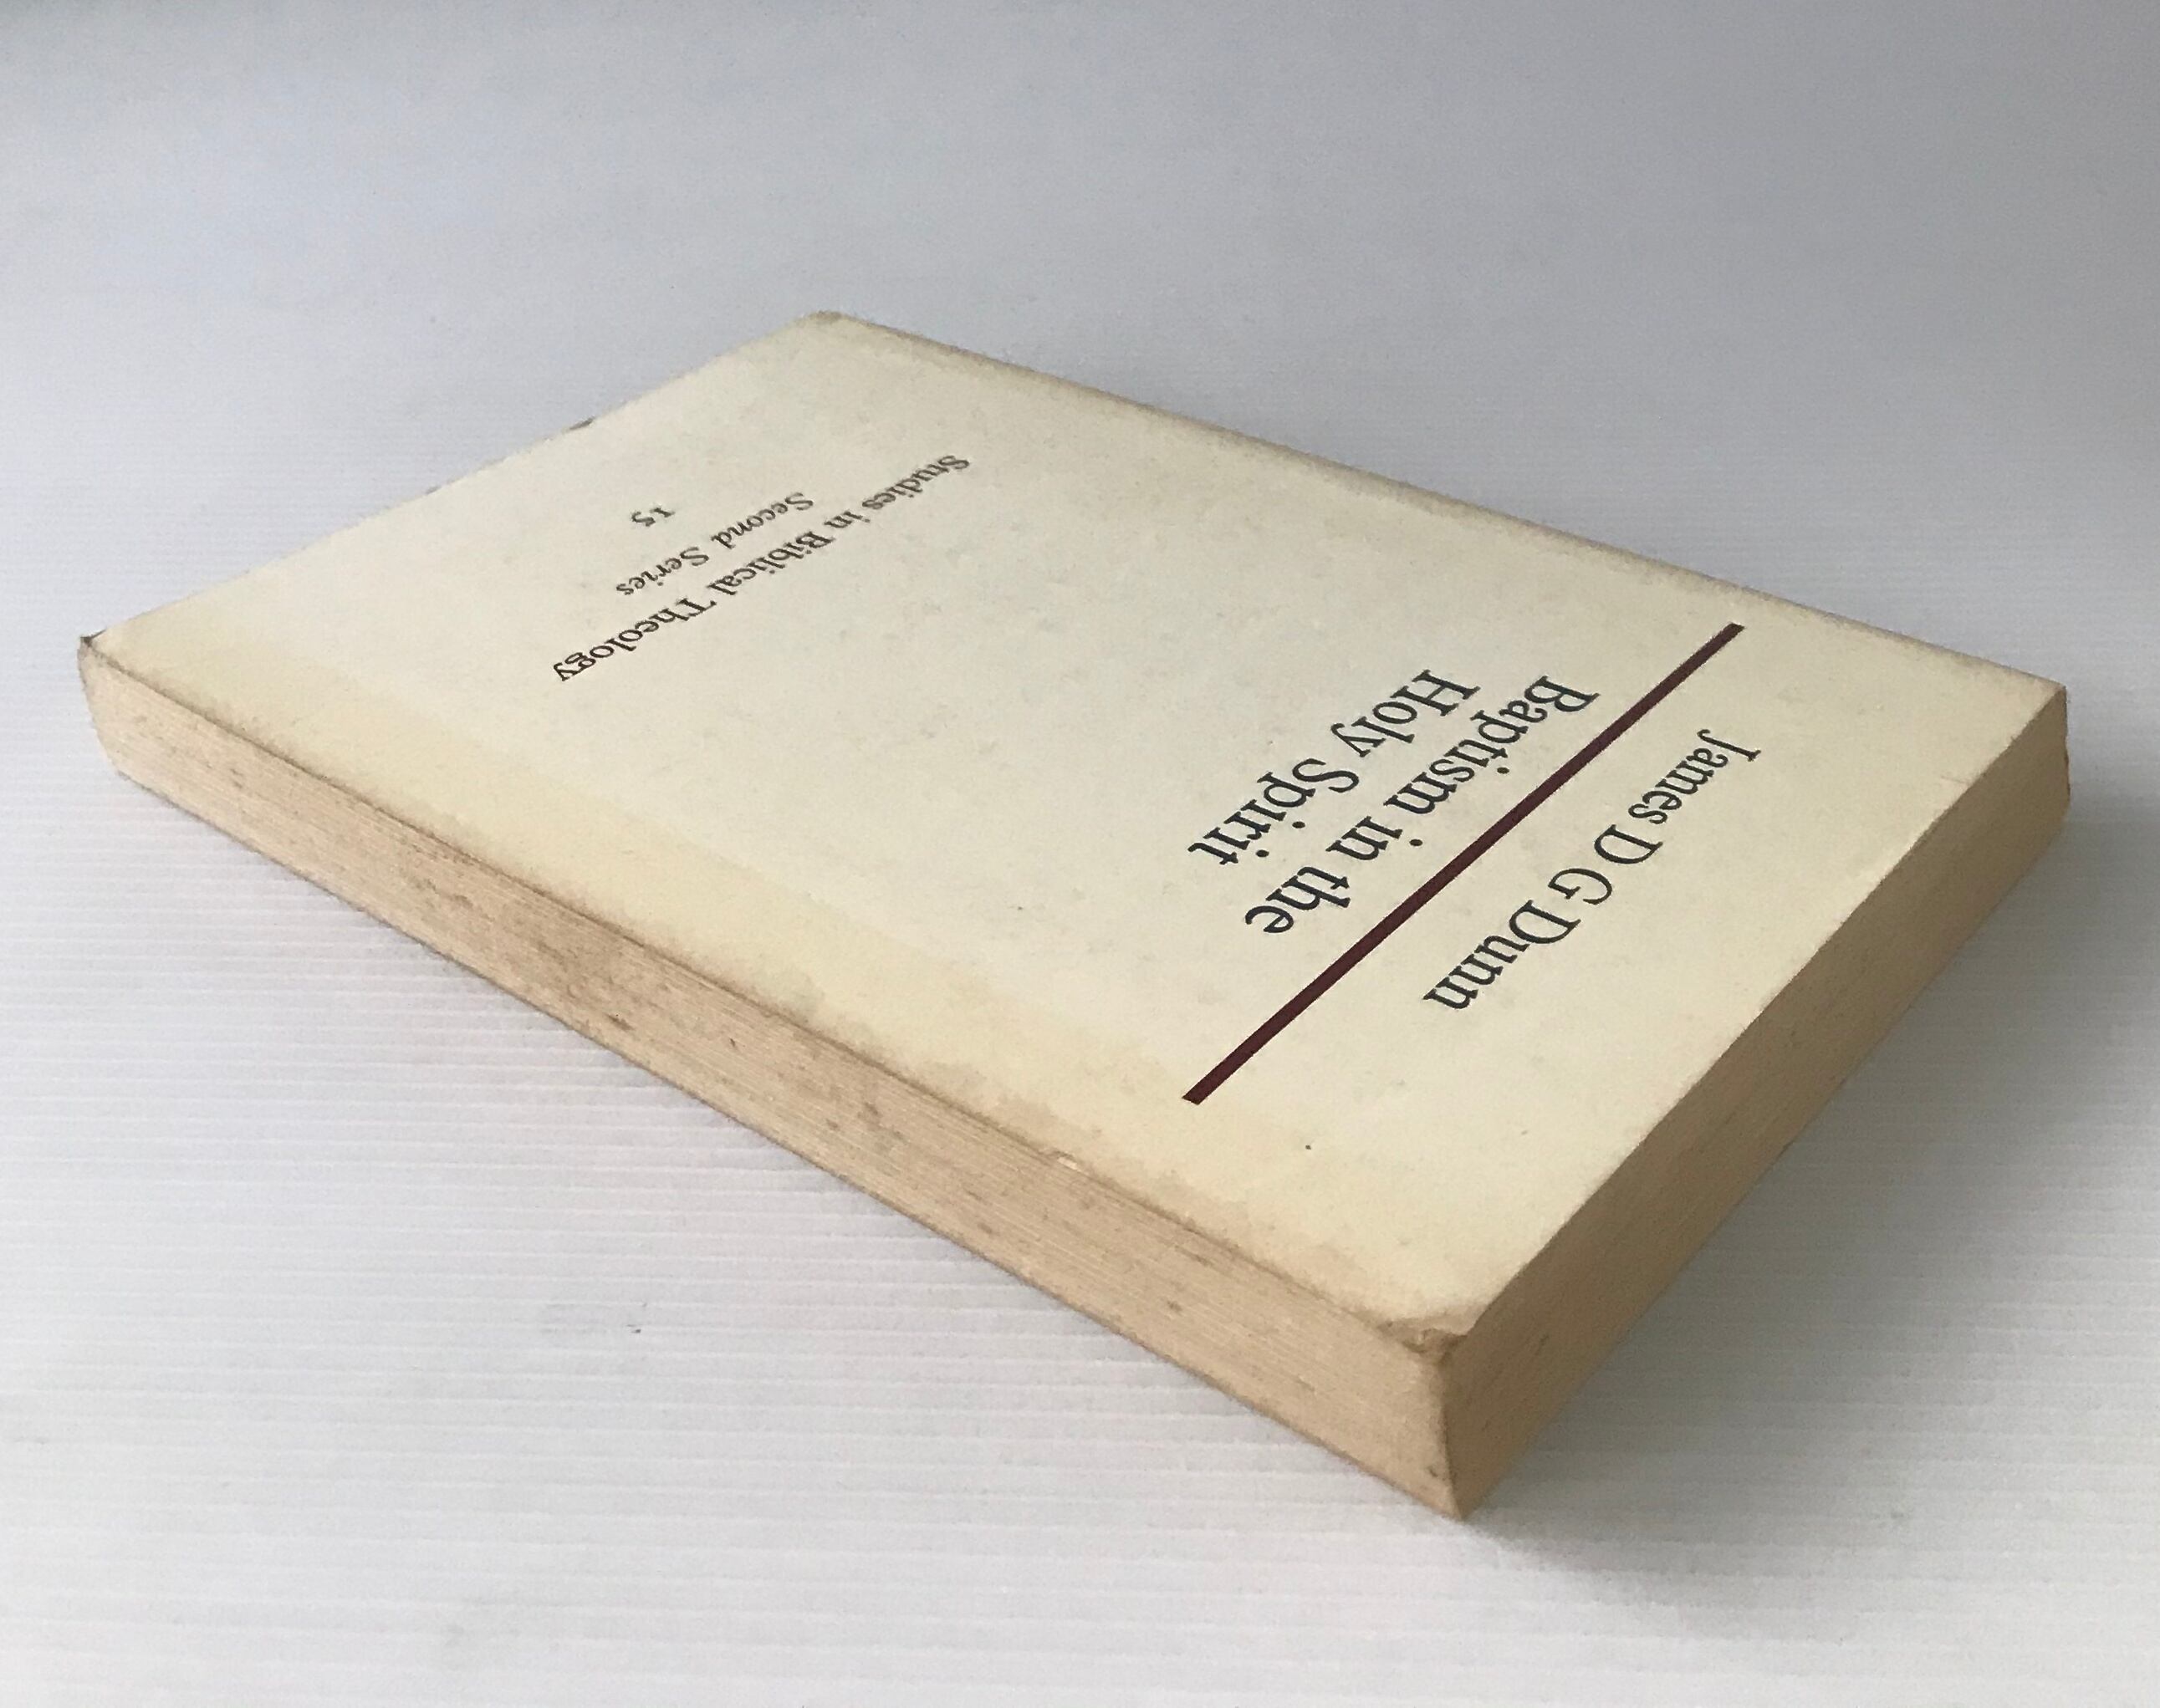 James D G Dunn
Baptism in the
Holy Spirit
Studies in Biblical Theology
Second Series
15